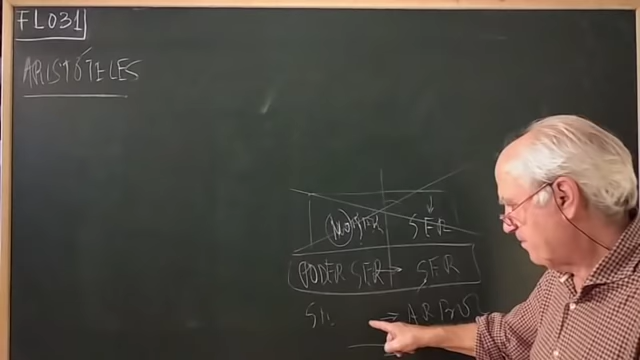 FL031
ARISTÓTELES
NO SER SER
PODER SER → SER
→ ARBOL